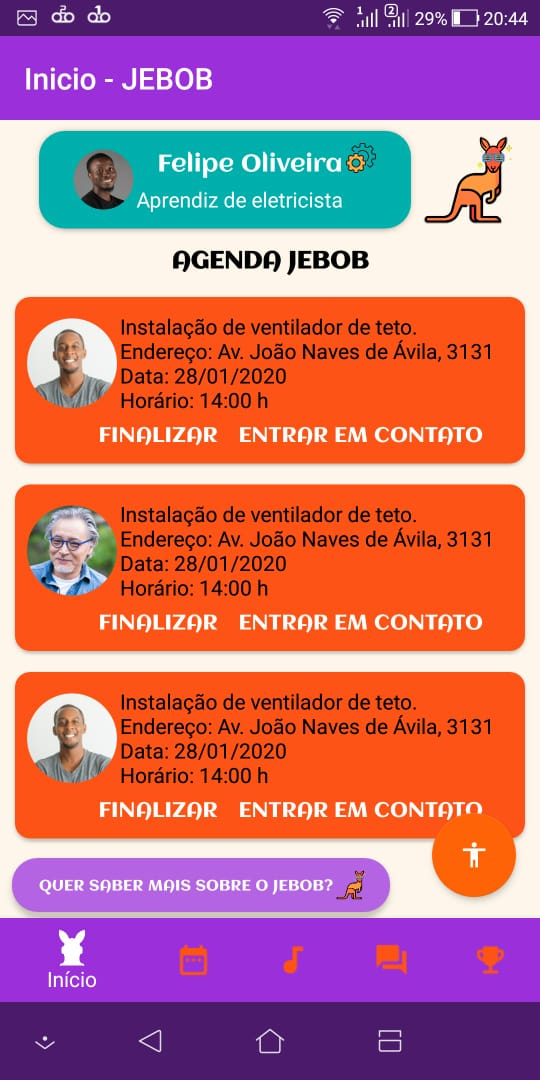 1 2 29% 20:44
Inicio - JEBOB
Felipe Oliveira
Aprendiz de eletricista
AGENDA JEBOB
Instalação de ventilador de teto.
Endereço: Av. João Naves de Ávila, 3131
Data: 28/01/2020
Horário: 14:00 h
FINALIZAR ENTRAR EM CONTATO
Instalação de ventilador de teto.
Endereço: Av. João Naves de Ávila, 3131
Data: 28/01/2020
Horário: 14:00 h
FINALIZAR ENTRAR EM CONTATO
Instalação de ventilador de teto.
Endereço: Av. João Naves de Ávila, 3131
Data: 28/01/2020
Horário: 14:00 h
FINALIZAR ENTRAR EM CONTATO
QUER SABER MAIS SOBRE O JEBOB?
Início